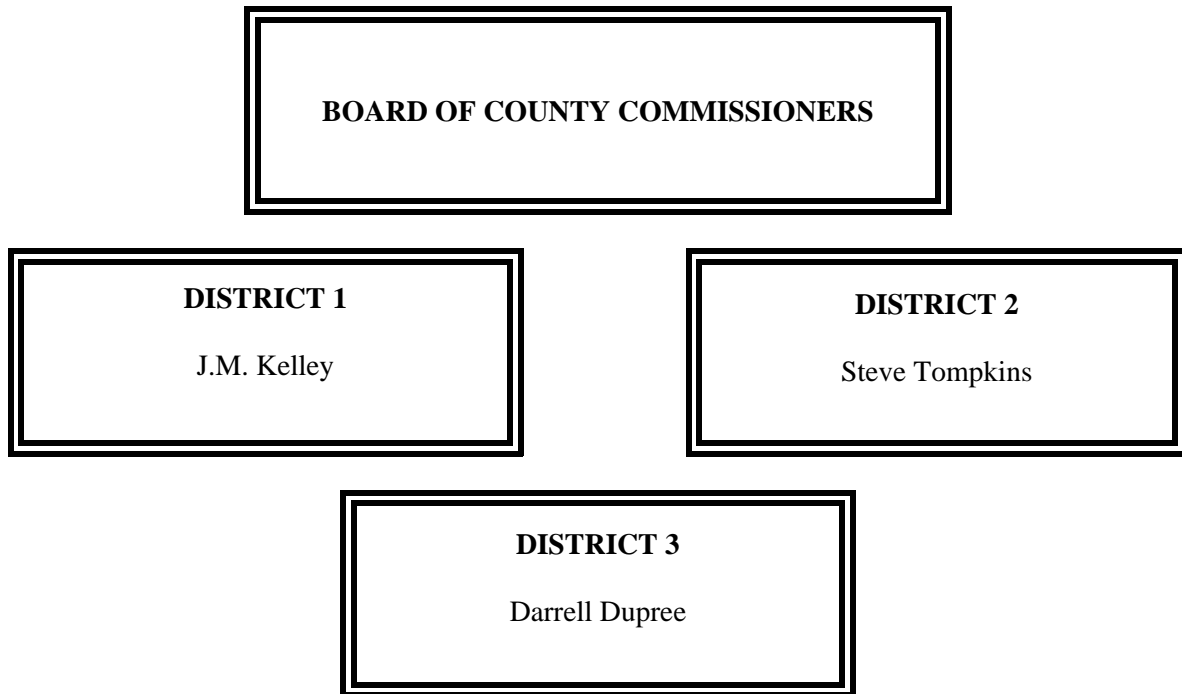 BOARD OF COUNTY COMMISSIONERS
DISTRICT 1
J.M. Kelley
DISTRICT 2
Steve Tompkins
DISTRICT 3
Darrell Dupree